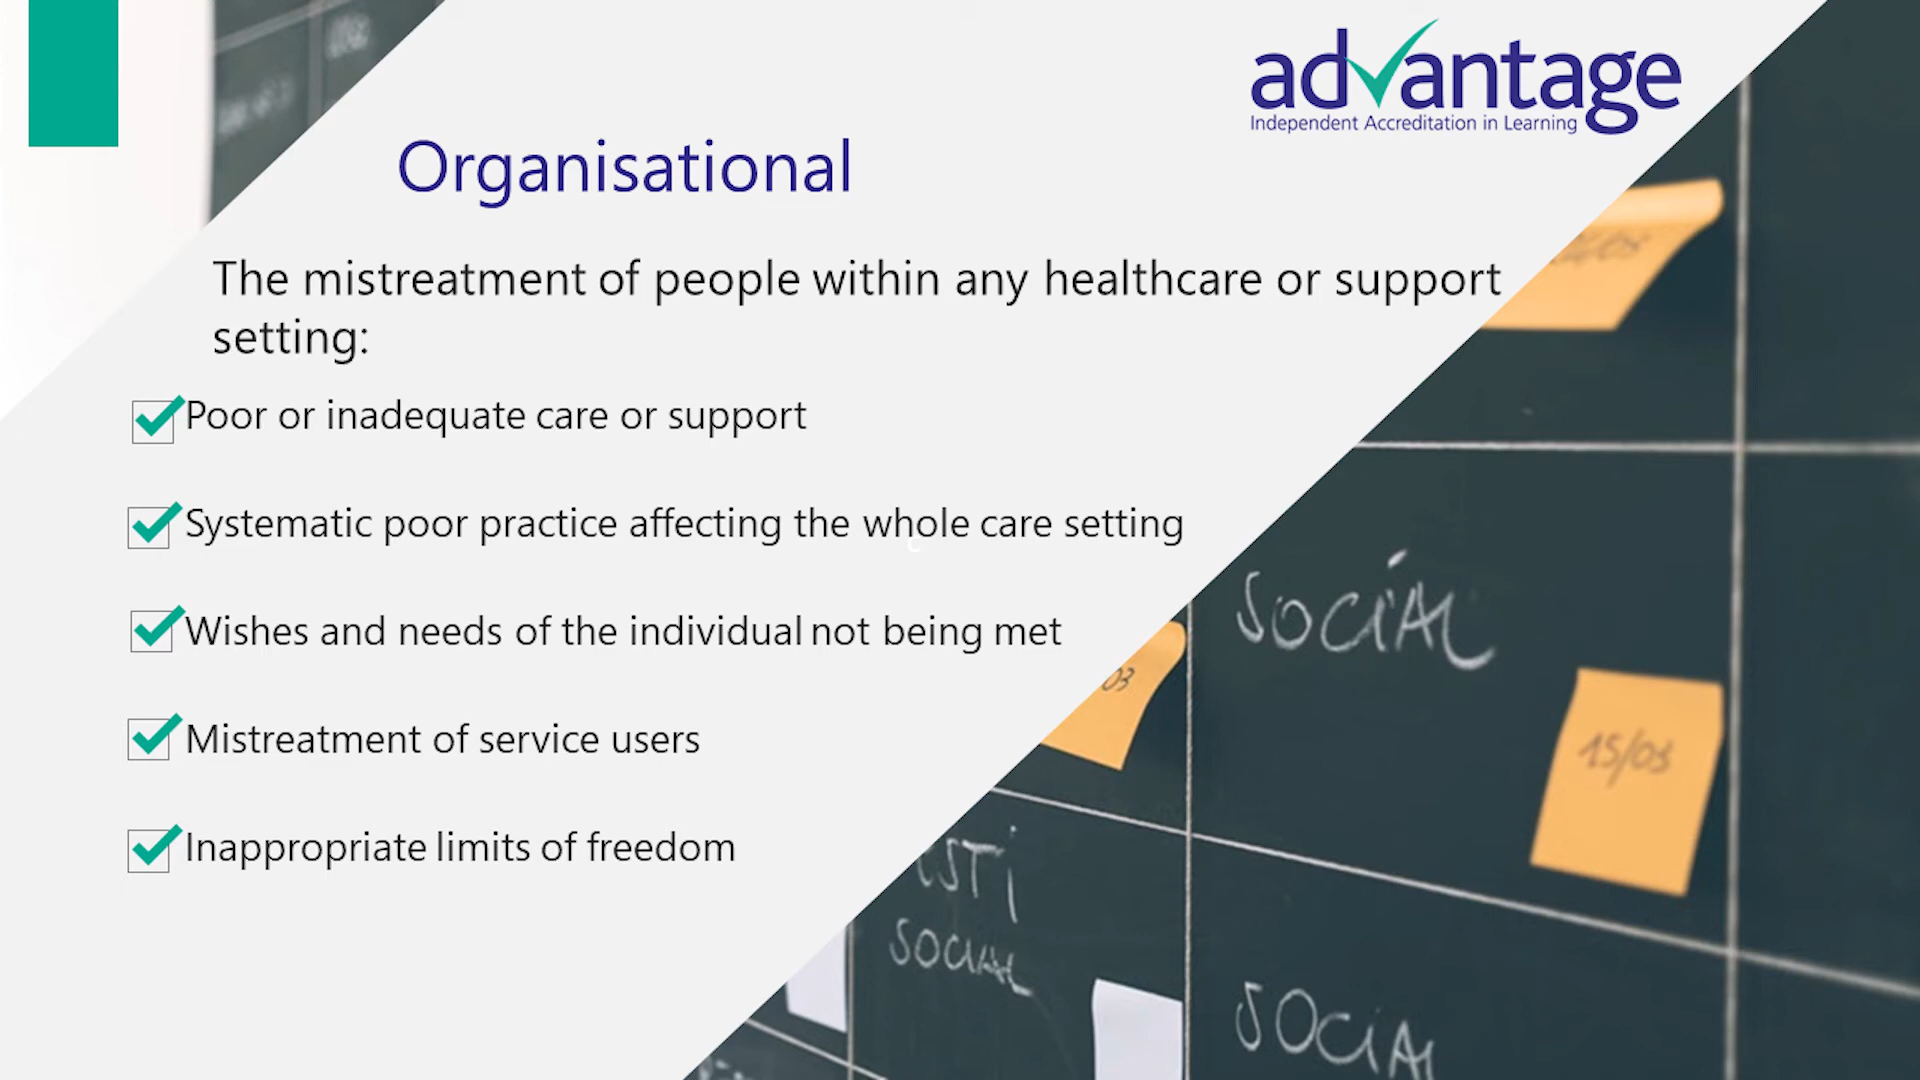 advantage
Independent Accreditation in Learning
Organisational
The mistreatment of people within any healthcare or support
setting:
Poor or inadequate care or support
Systematic poor practice affecting the whole care setting
Wishes and needs of the individual not being met
Mistreatment of service users
Inappropriate limits of freedom
SOCIAL
03
15/03
SOCIAL
SOCIAL